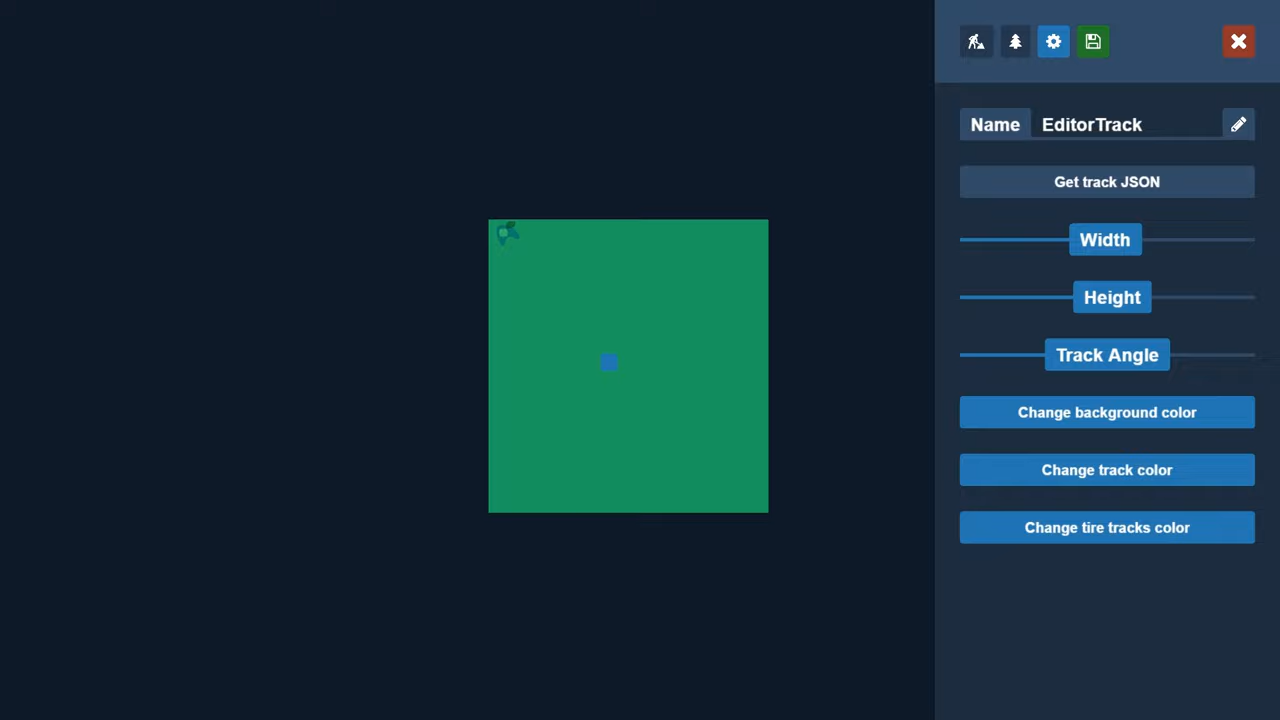 Name EditorTrack
Get track JSON
Width
Height
Track Angle
Change background color
Change track color
Change tire tracks color